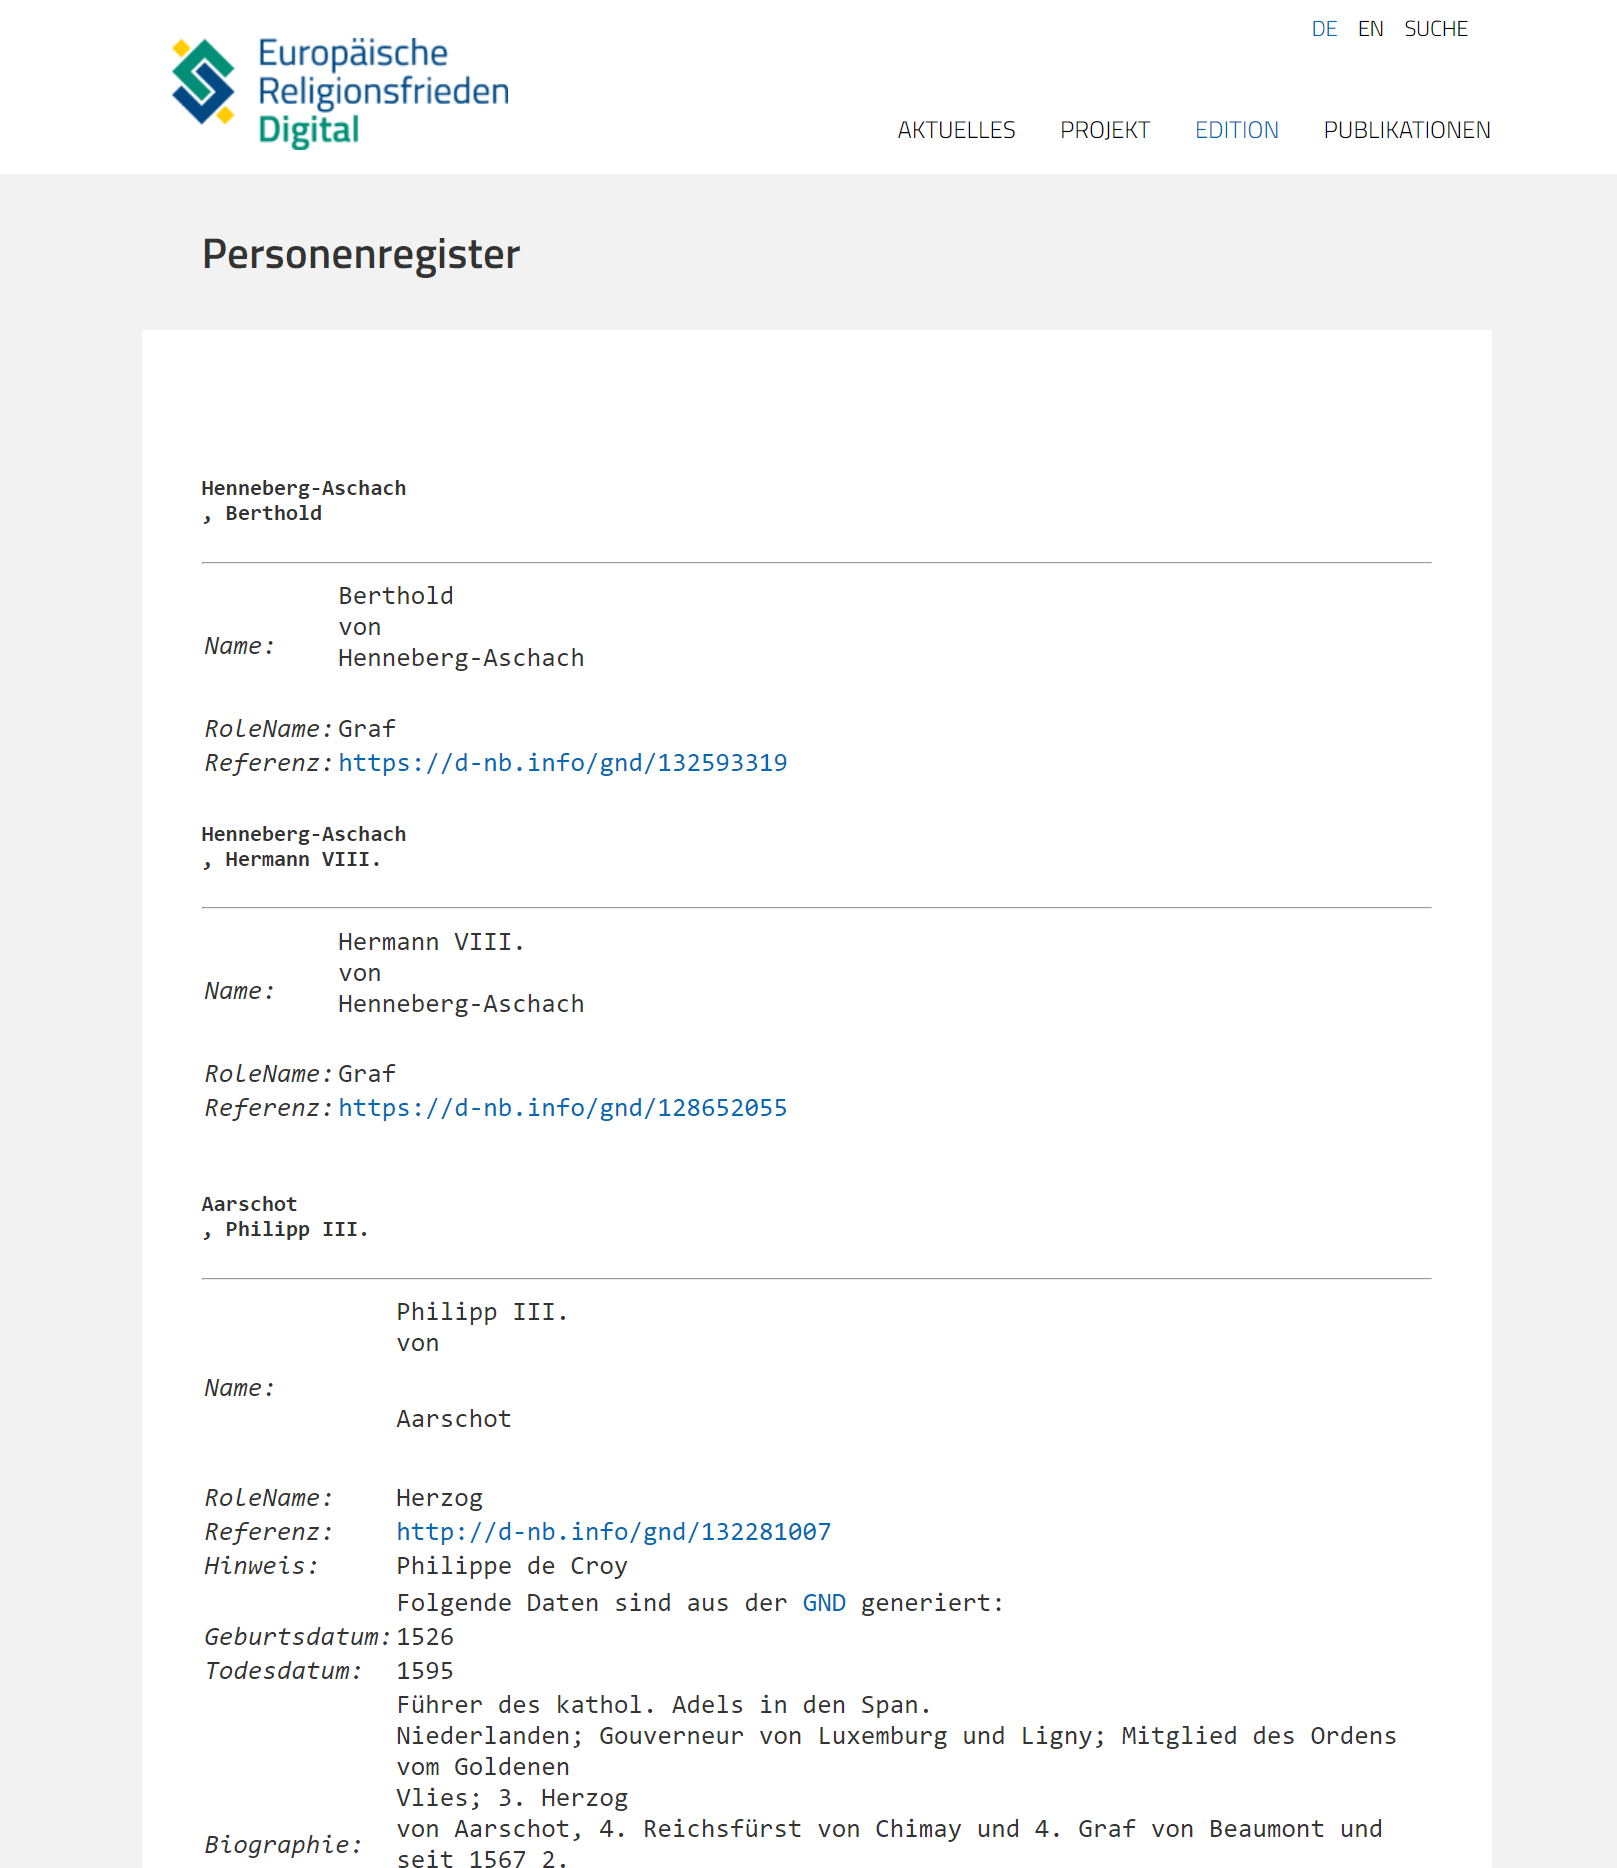 DE EN SUCHE
Europäische
Religionsfrieden
Digital
AKTUELLES PROJEKT EDITION PUBLIKATIONEN
Personenregister
Henneberg-Aschach
, Berthold
Berthold
von
Name:
Henneberg-Aschach
RoleName: Graf
Referenz: https://d-nb.info/gnd/132593319
Henneberg-Aschach
, Hermann VIII.
Hermann VIII.
von
Name:
Henneberg-Aschach
RoleName: Graf
Referenz: https://d-nb.info/gnd/128652055
Aarschot
, Philipp III.
Philipp III.
von
Name:
Aarschot
RoleName: Herzog
Referenz: http://d-nb.info/gnd/132281007
Hinweis: Philippe de Croy
Folgende Daten sind aus der GND generiert:
Geburtsdatum: 1526
Todesdatum: 1595
Führer des kathol. Adels in den Span.
Niederlanden; Gouverneur von Luxemburg und Ligny; Mitglied des Ordens
vom Goldenen
Vlies; 3. Herzog
von Aarschot, 4. Reichsfürst von Chimay und 4. Graf von Beaumont und
Biographie:
seit 1567 2.